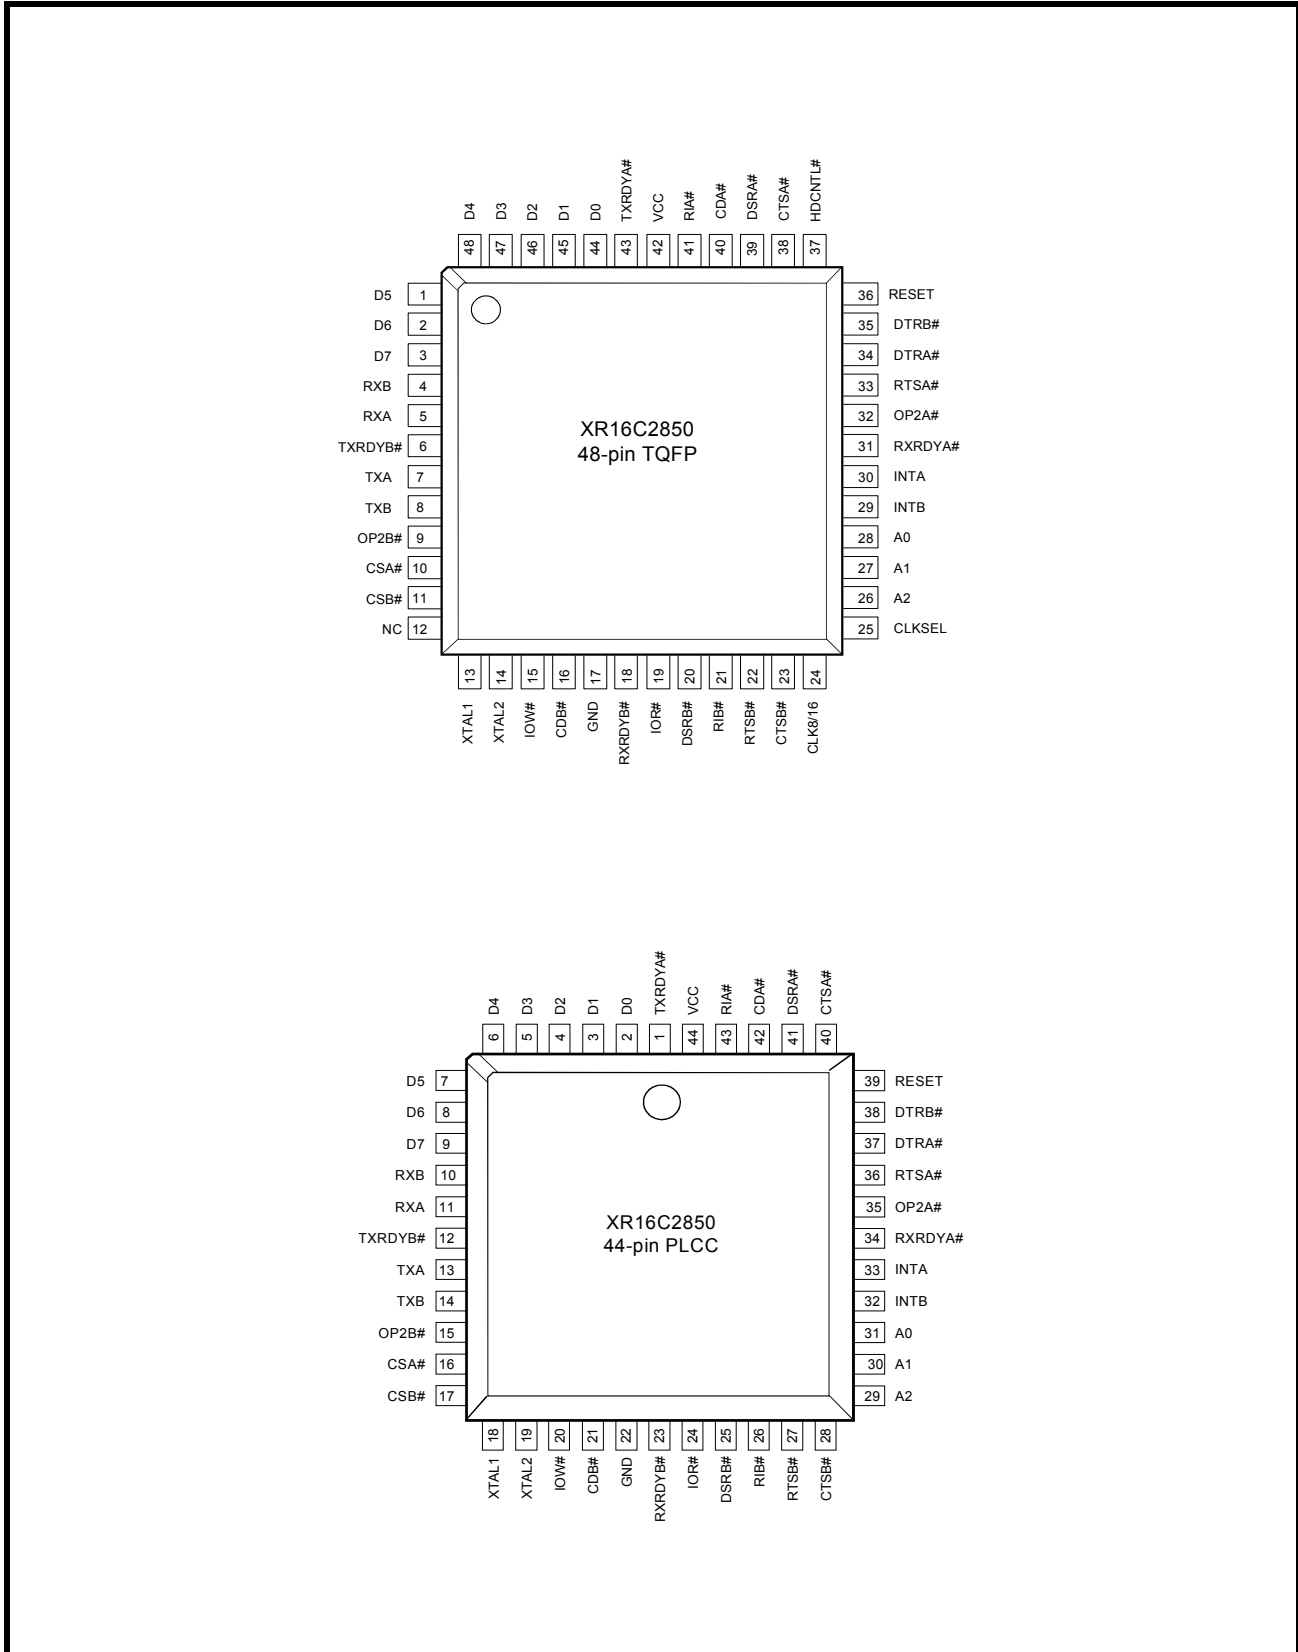 D4 D3 D2 D1 D0 TXRDYA# VCC RIA# CDA# DSRA# CTSA# HDCNTL#
48 47 46 45 44 43 42 41 40 39 38 37
D5 1 36 RESET
D6 2 35 DTRB#
D7 3 34 DTRA#
RXB 4 33 RTSA#
RXA 5 32 OP2A#
XR16C2850
48-pin TQFP
TXRDYB# 6 31 RXRDYA#
TXA 7 30 INTA
TXB 8 29 INTB
OP2B# 9 28 A0
CSA# 10 27 A1
CSB# 11 26 A2
NC 12 25 CLKSEL
13 14 15 16 17 18 19 20 21 22 23 24
XTAL1 XTAL2 IOW# CDB# GND RXRDYB# IOR# DSRB# RIB# RTSB# CTSB# CLK8/16
D4 D3 D2 D1 D0 TXRDYA# VCC RIA# CDA# DSRA# CTSA#
6 5 4 3 2 1 44 43 42 41 40
D5 7 39 RESET
D6 8 38 DTRB#
D7 9 37 DTRA#
RXB 10 36 RTSA#
RXA 11 35 OP2A#
XR16C2850
44-pin PLCC
TXRDYB# 12 34 RXRDYA#
TXA 13 33 INTA
TXB 14 32 INTB
OP2B# 15 31 A0
CSA# 16 30 A1
CSB# 17 29 A2
18 19 20 21 22 23 24 25 26 27 28
XTAL1 XTAL2 IOW# CDB# GND RXRDYB# IOR# DSRB# RIB# RTSB# CTSB#